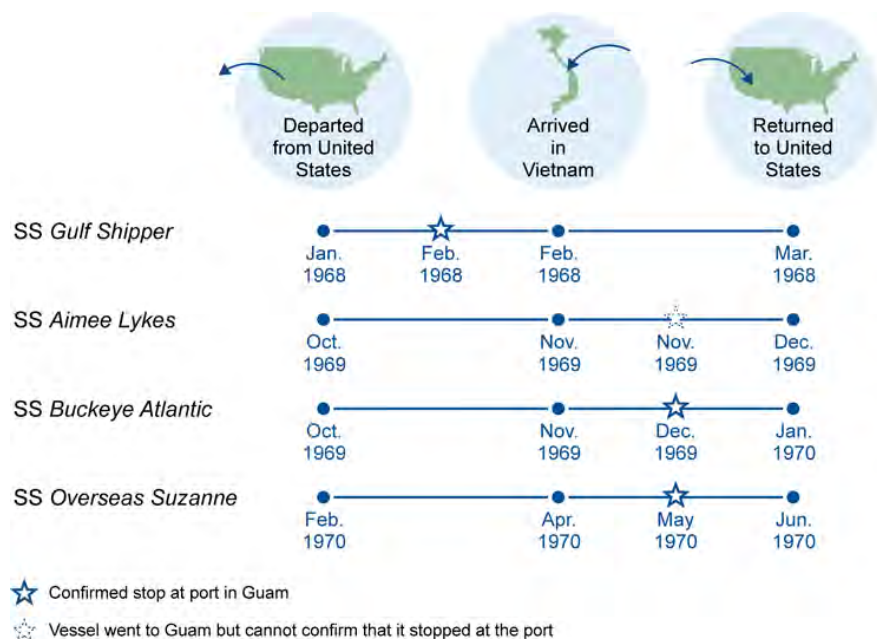 Departed
from United
States
Arrived
in
Vietnam
Returned
to United
States
SS Gulf Shipper
Jan.
1968
Feb.
1968
Feb.
1968
Mar.
1968
SS Aimee Lykes
Oct.
1969
Nov.
1969
Nov.
1969
Dec.
1969
SS Buckeye Atlantic
Oct.
1969
Nov.
1969
Dec.
1969
Jan.
1970
SS Overseas Suzanne
Feb.
1970
Apr.
1970
May
1970
Jun.
1970
Confirmed stop at port in Guam
Vessel went to Guam but cannot confirm that it stopped at the port